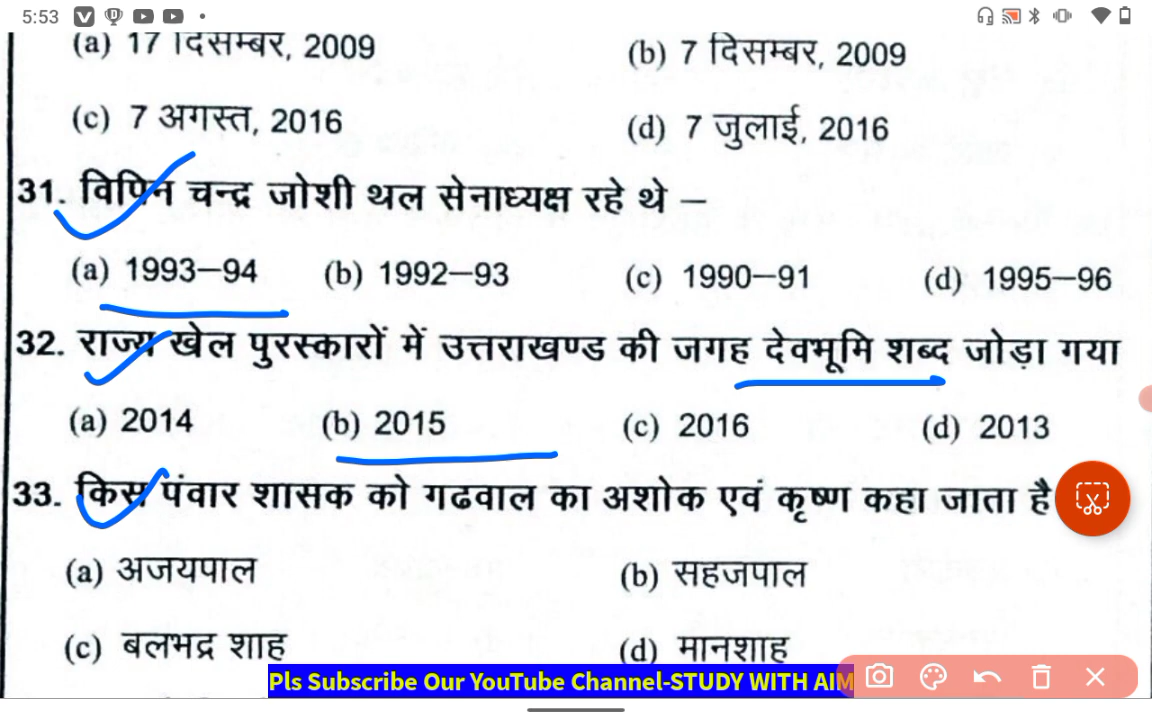 5:53
(a) 17 दिसम्बर, 2009 (b) 7 दिसम्बर, 2009
(c) 7 अगस्त, 2016 (d) 7 जुलाई, 2016
31. विपिन चन्द्र जोशी थल सेनाध्यक्ष रहे थे –
(a) 1993–94 (b) 1992–93 (c) 1990–91 (d) 1995–96
32. राज्य खेल पुरस्कारों में उत्तराखण्ड की जगह देवभूमि शब्द जोड़ा गया
(a) 2014 (b) 2015 (c) 2016 (d) 2013
33. किस पंवार शासक को गढवाल का अशोक एवं कृष्ण कहा जाता है
(a) अजयपाल (b) सहजपाल
(c) बलभद्र शाह (d) मानशाह
Pls Subscribe Our YouTube Channel-STUDY WITH AIM